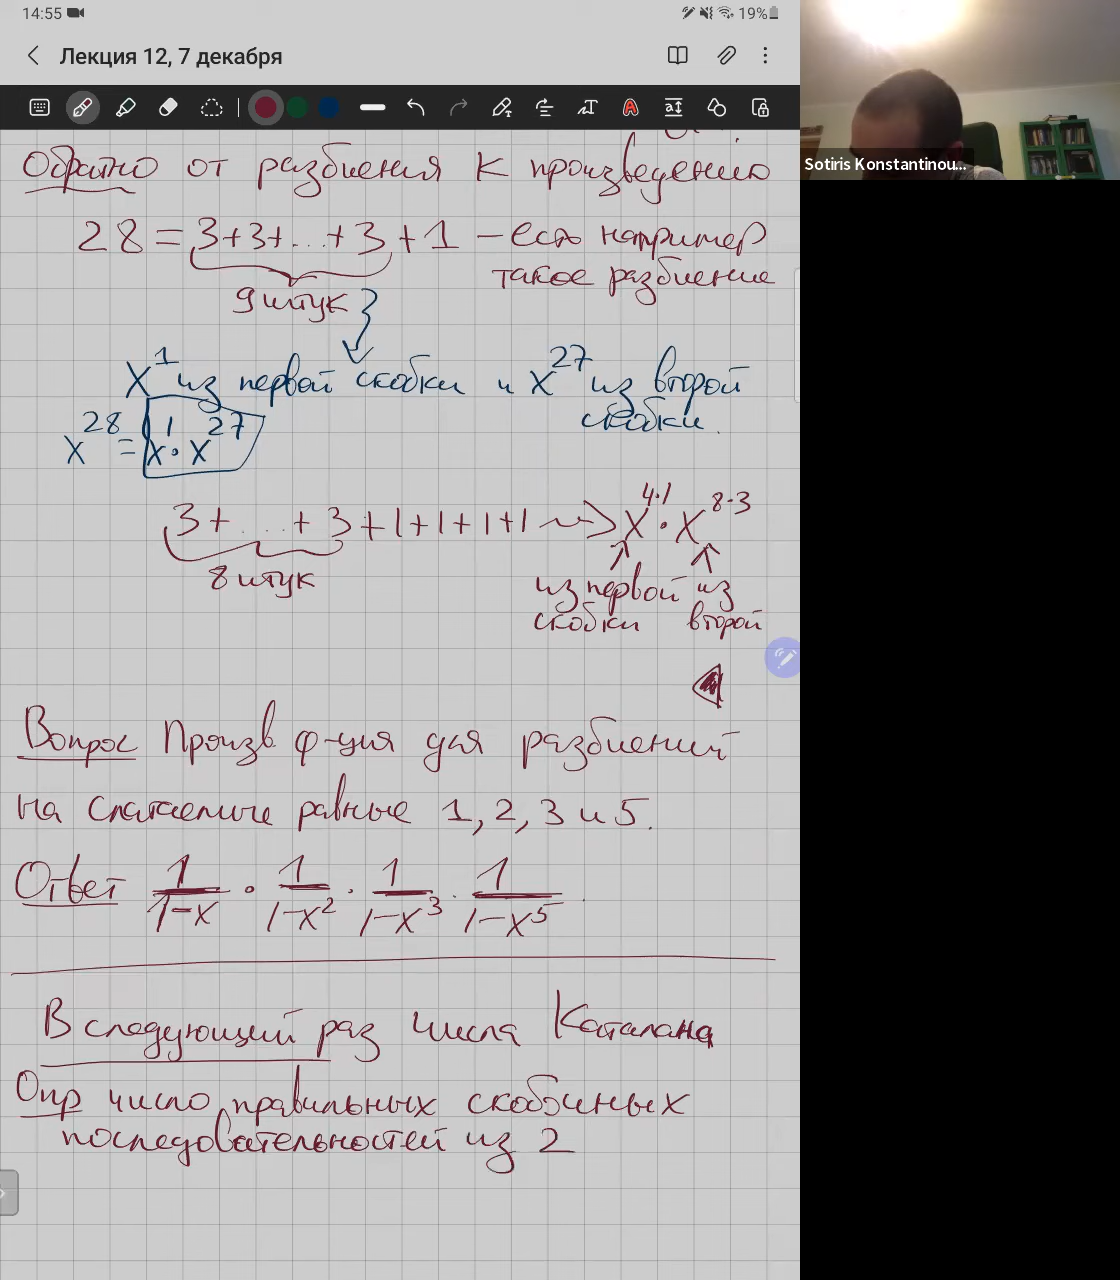 14:55
19%
Лекция 12, 7 декабря
Sotiris Konstantinou...
Обратно от разбиения к произведению
28 = 3+3+...+3+1 – есть например
такое разбиение
9 штук
x^1 из первой скобки и x^27 из второй
скобки.
x^28 = x^1 · x^27
3+...+3+1+1+1+1 ~> x^{4·1} · x^{8·3}
8 штук
из первой из
скобки второй
Вопрос Произв ф-ция для разбиений
на слагаемые равные 1, 2, 3 и 5.
Ответ 1/(1-x) · 1/(1-x^2) · 1/(1-x^3) · 1/(1-x^5).
В следующий раз числа Каталана
Опр число правильных скобочных
последовательностей из 2